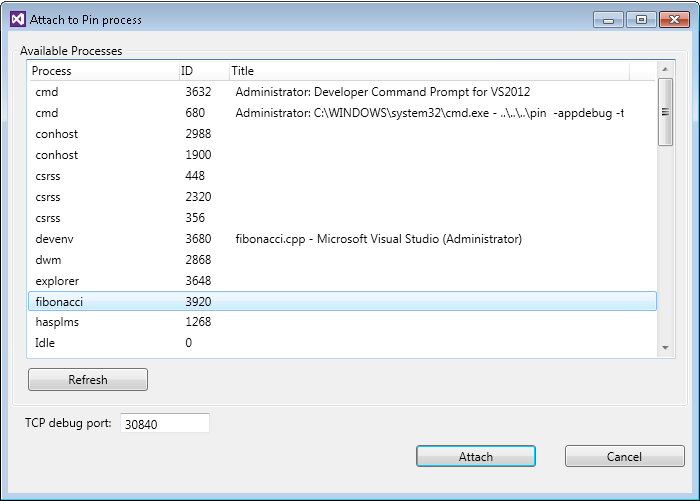 Attach to Pin process
Available Processes
Process ID Title
cmd 3632 Administrator: Developer Command Prompt for VS2012
cmd 680 Administrator: C:\WINDOWS\system32\cmd.exe - ..\..\..\pin -appdebug -t
conhost 2988
conhost 1900
csrss 448
csrss 2320
csrss 356
devenv 3680 fibonacci.cpp - Microsoft Visual Studio (Administrator)
dwm 2868
explorer 3648
fibonacci 3920
hasplms 1268
Idle 0
Refresh
TCP debug port: 30840
Attach Cancel